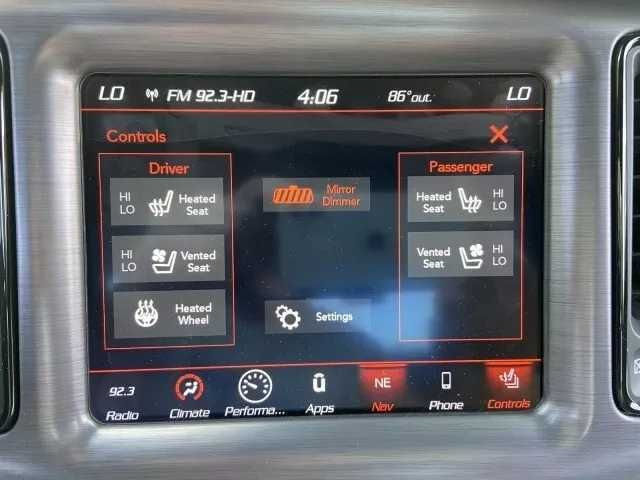 LO FM 92.3-HD 4:06 86°out. LO
Controls
Driver
Passenger
HI
LO
Heated
Seat
Mirror
Dimmer
Heated
Seat
HI
LO
HI
LO
Vented
Seat
Vented
Seat
HI
LO
Heated
Wheel
Settings
92.3
Radio
Climate
Performa...
Apps
NE
Nav
Phone
Controls